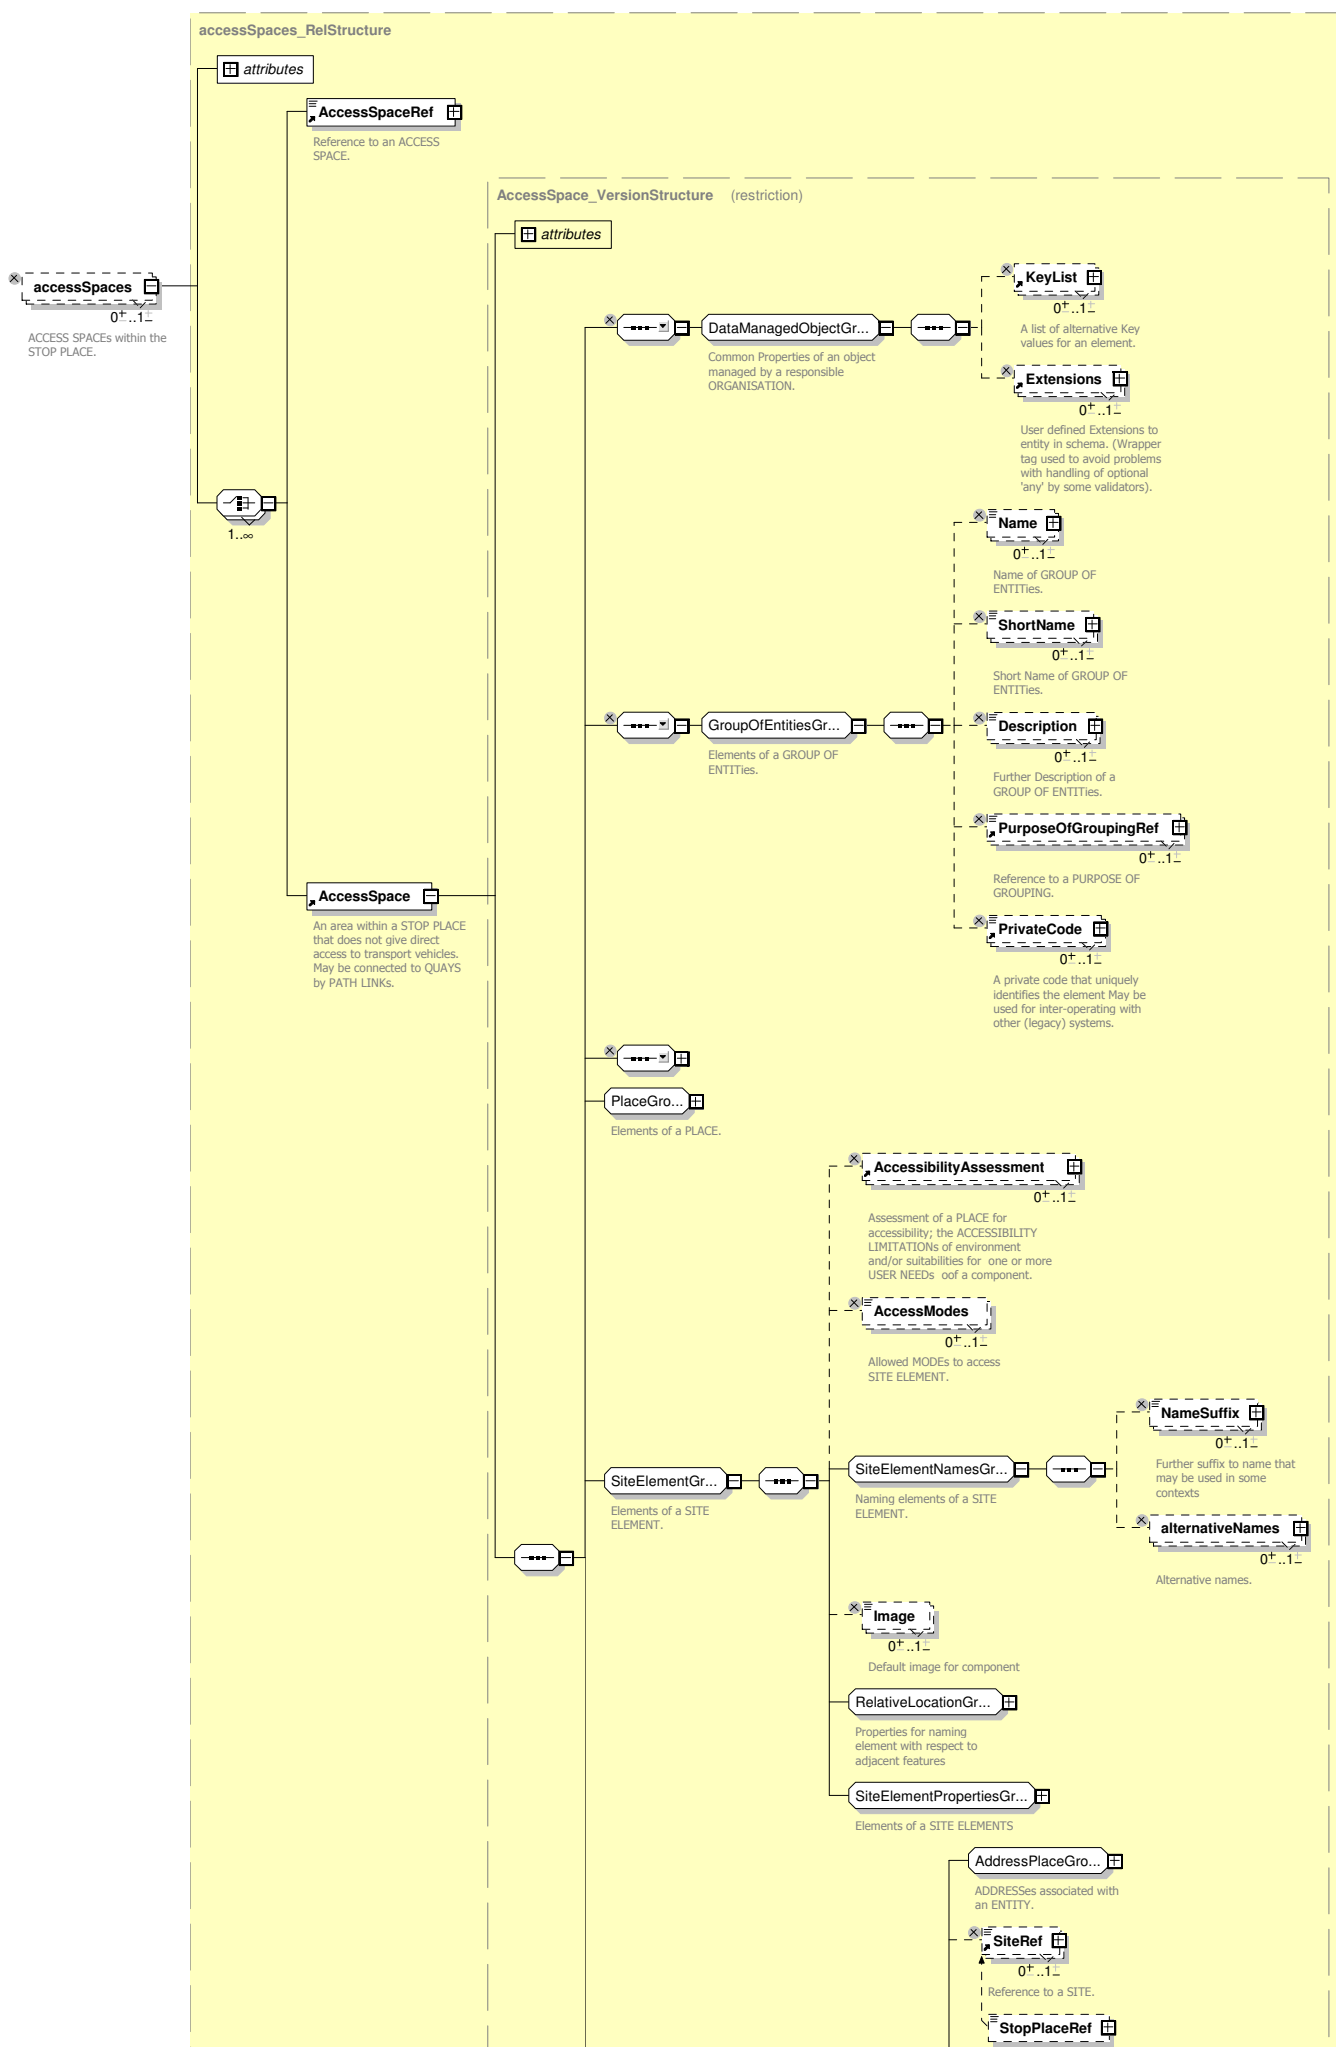 accessSpaces_RelStructure
attributes
AccessSpaceRef
Reference to an ACCESS
SPACE.
AccessSpace_VersionStructure (restriction)
attributes
accessSpaces
0±..1±
ACCESS SPACEs within the
STOP PLACE.
KeyList
0±..1±
A list of alternative Key
values for an element.
DataManagedObjectGr...
Common Properties of an object
managed by a responsible
ORGANISATION.
Extensions
0±..1±
User defined Extensions to
entity in schema. (Wrapper
tag used to avoid problems
with handling of optional
'any' by some validators).
1..∞
Name
0±..1±
Name of GROUP OF
ENTITies.
ShortName
0±..1±
Short Name of GROUP OF
ENTITies.
GroupOfEntitiesGr...
Elements of a GROUP OF
ENTITies.
Description
0±..1±
Further Description of a
GROUP OF ENTITies.
PurposeOfGroupingRef
0±..1±
Reference to a PURPOSE OF
GROUPING.
AccessSpace
An area within a STOP PLACE
that does not give direct
access to transport vehicles.
May be connected to QUAYS
by PATH LINKs.
PrivateCode
0±..1±
A private code that uniquely
identifies the element May be
used for inter-operating with
other (legacy) systems.
PlaceGro...
Elements of a PLACE.
AccessibilityAssessment
0±..1±
Assessment of a PLACE for
accessibility; the ACCESSIBILITY
LIMITATIONs of environment
and/or suitabilities for one or more
USER NEEDs oof a component.
AccessModes
0±..1±
Allowed MODEs to access
SITE ELEMENT.
NameSuffix
0±..1±
Further suffix to name that
may be used in some
contexts
SiteElementGr...
Elements of a SITE
ELEMENT.
SiteElementNamesGr...
Naming elements of a SITE
ELEMENT.
alternativeNames
0±..1±
Alternative names.
Image
0±..1±
Default image for component
RelativeLocationGr...
Properties for naming
element with respect to
adjacent features
SiteElementPropertiesGr...
Elements of a SITE ELEMENTS
AddressPlaceGro...
ADDRESSes associated with
an ENTITY.
SiteRef
0±..1±
Reference to a SITE.
StopPlaceRef